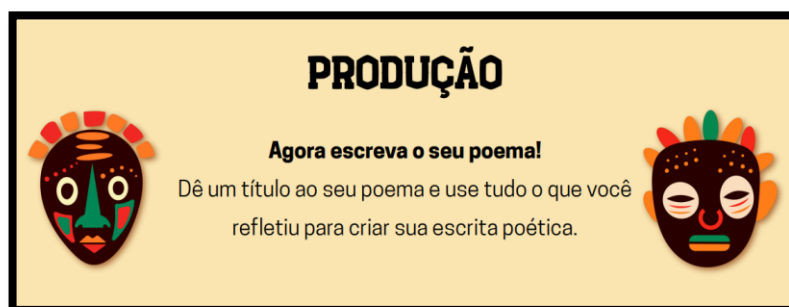 PRODUÇÃO
Agora escreva o seu poema!
Dê um título ao seu poema e use tudo o que você
refletiu para criar sua escrita poética.